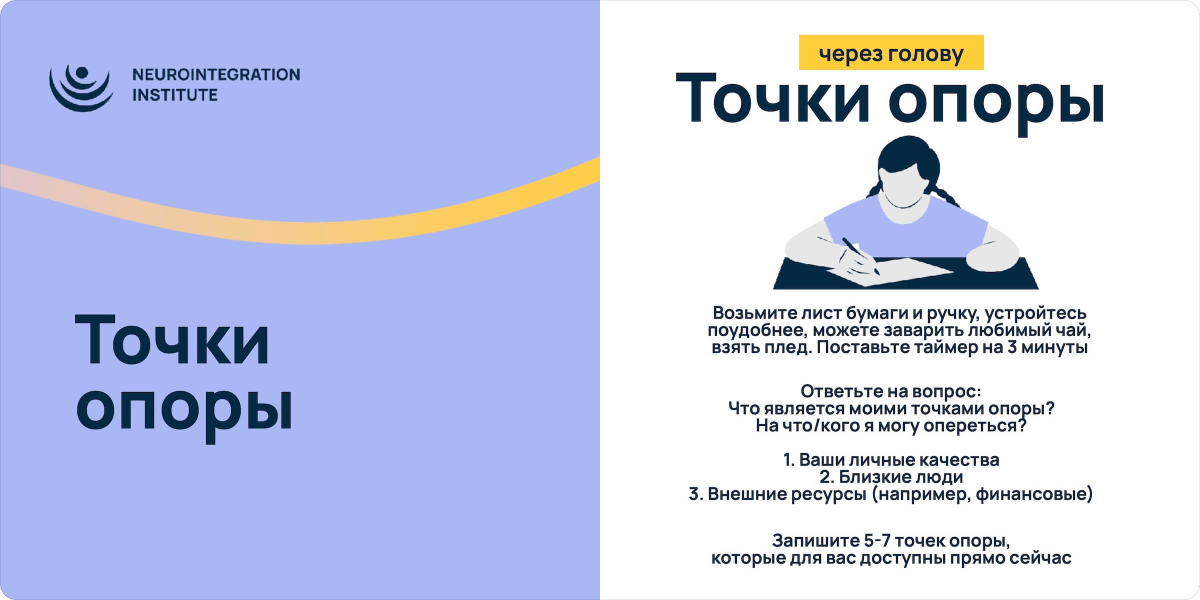 NEUROINTEGRATION
INSTITUTE
Точки
опоры
через голову
Точки опоры
Возьмите лист бумаги и ручку, устройтесь
поудобнее, можете заварить любимый чай,
взять плед. Поставьте таймер на 3 минуты
Ответьте на вопрос:
Что является моими точками опоры?
На что/кого я могу опереться?
1. Ваши личные качества
2. Близкие люди
3. Внешние ресурсы (например, финансовые)
Запишите 5-7 точек опоры,
которые для вас доступны прямо сейчас